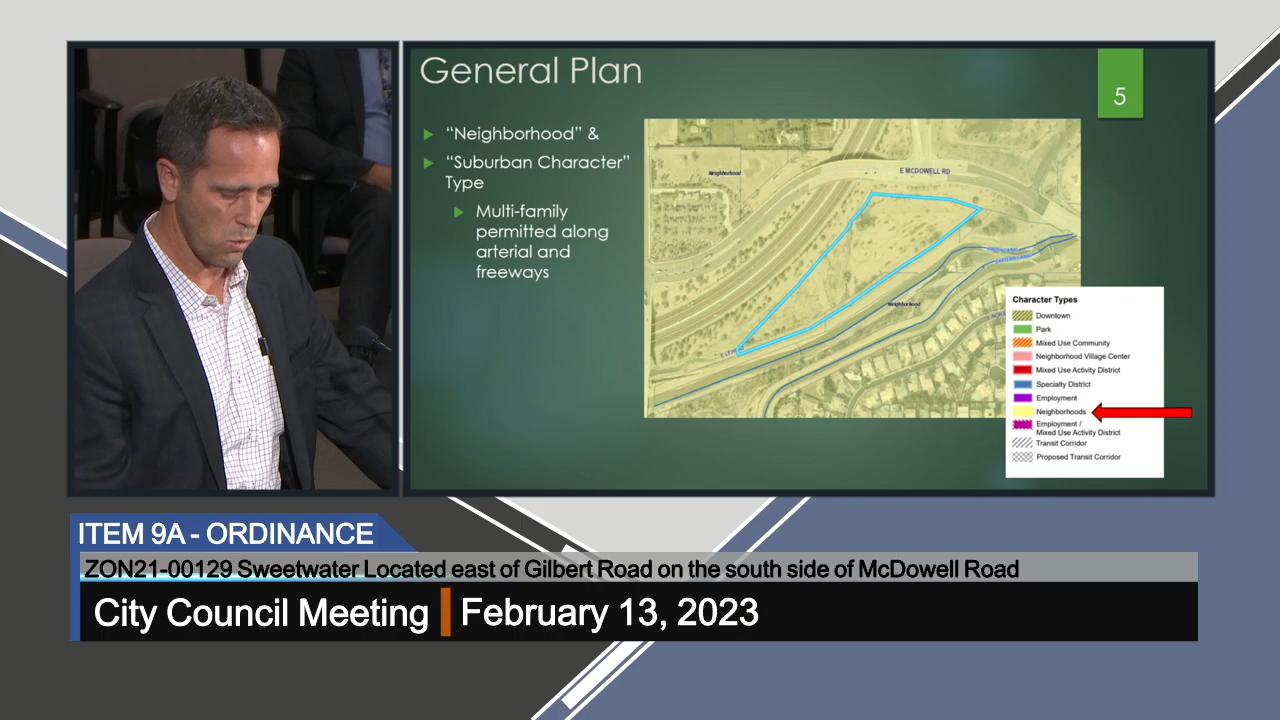 General Plan
5
"Neighborhood" &
"Suburban Character"
Type
Multi-family
permitted along
arterial and
freeways
Neighborhood
E MCDOWELL RD
Neighborhood
Character Types
Downtown
Park
Mixed Use Community
Neighborhood Village Center
Mixed Use Activity District
Specialty District
Employment
Neighborhoods
Employment /
Mixed Use Activity District
Transit Corridor
Proposed Transit Corridor
ITEM 9A - ORDINANCE
ZON21-00129 Sweetwater Located east of Gilbert Road on the south side of McDowell Road
City Council Meeting
February 13, 2023